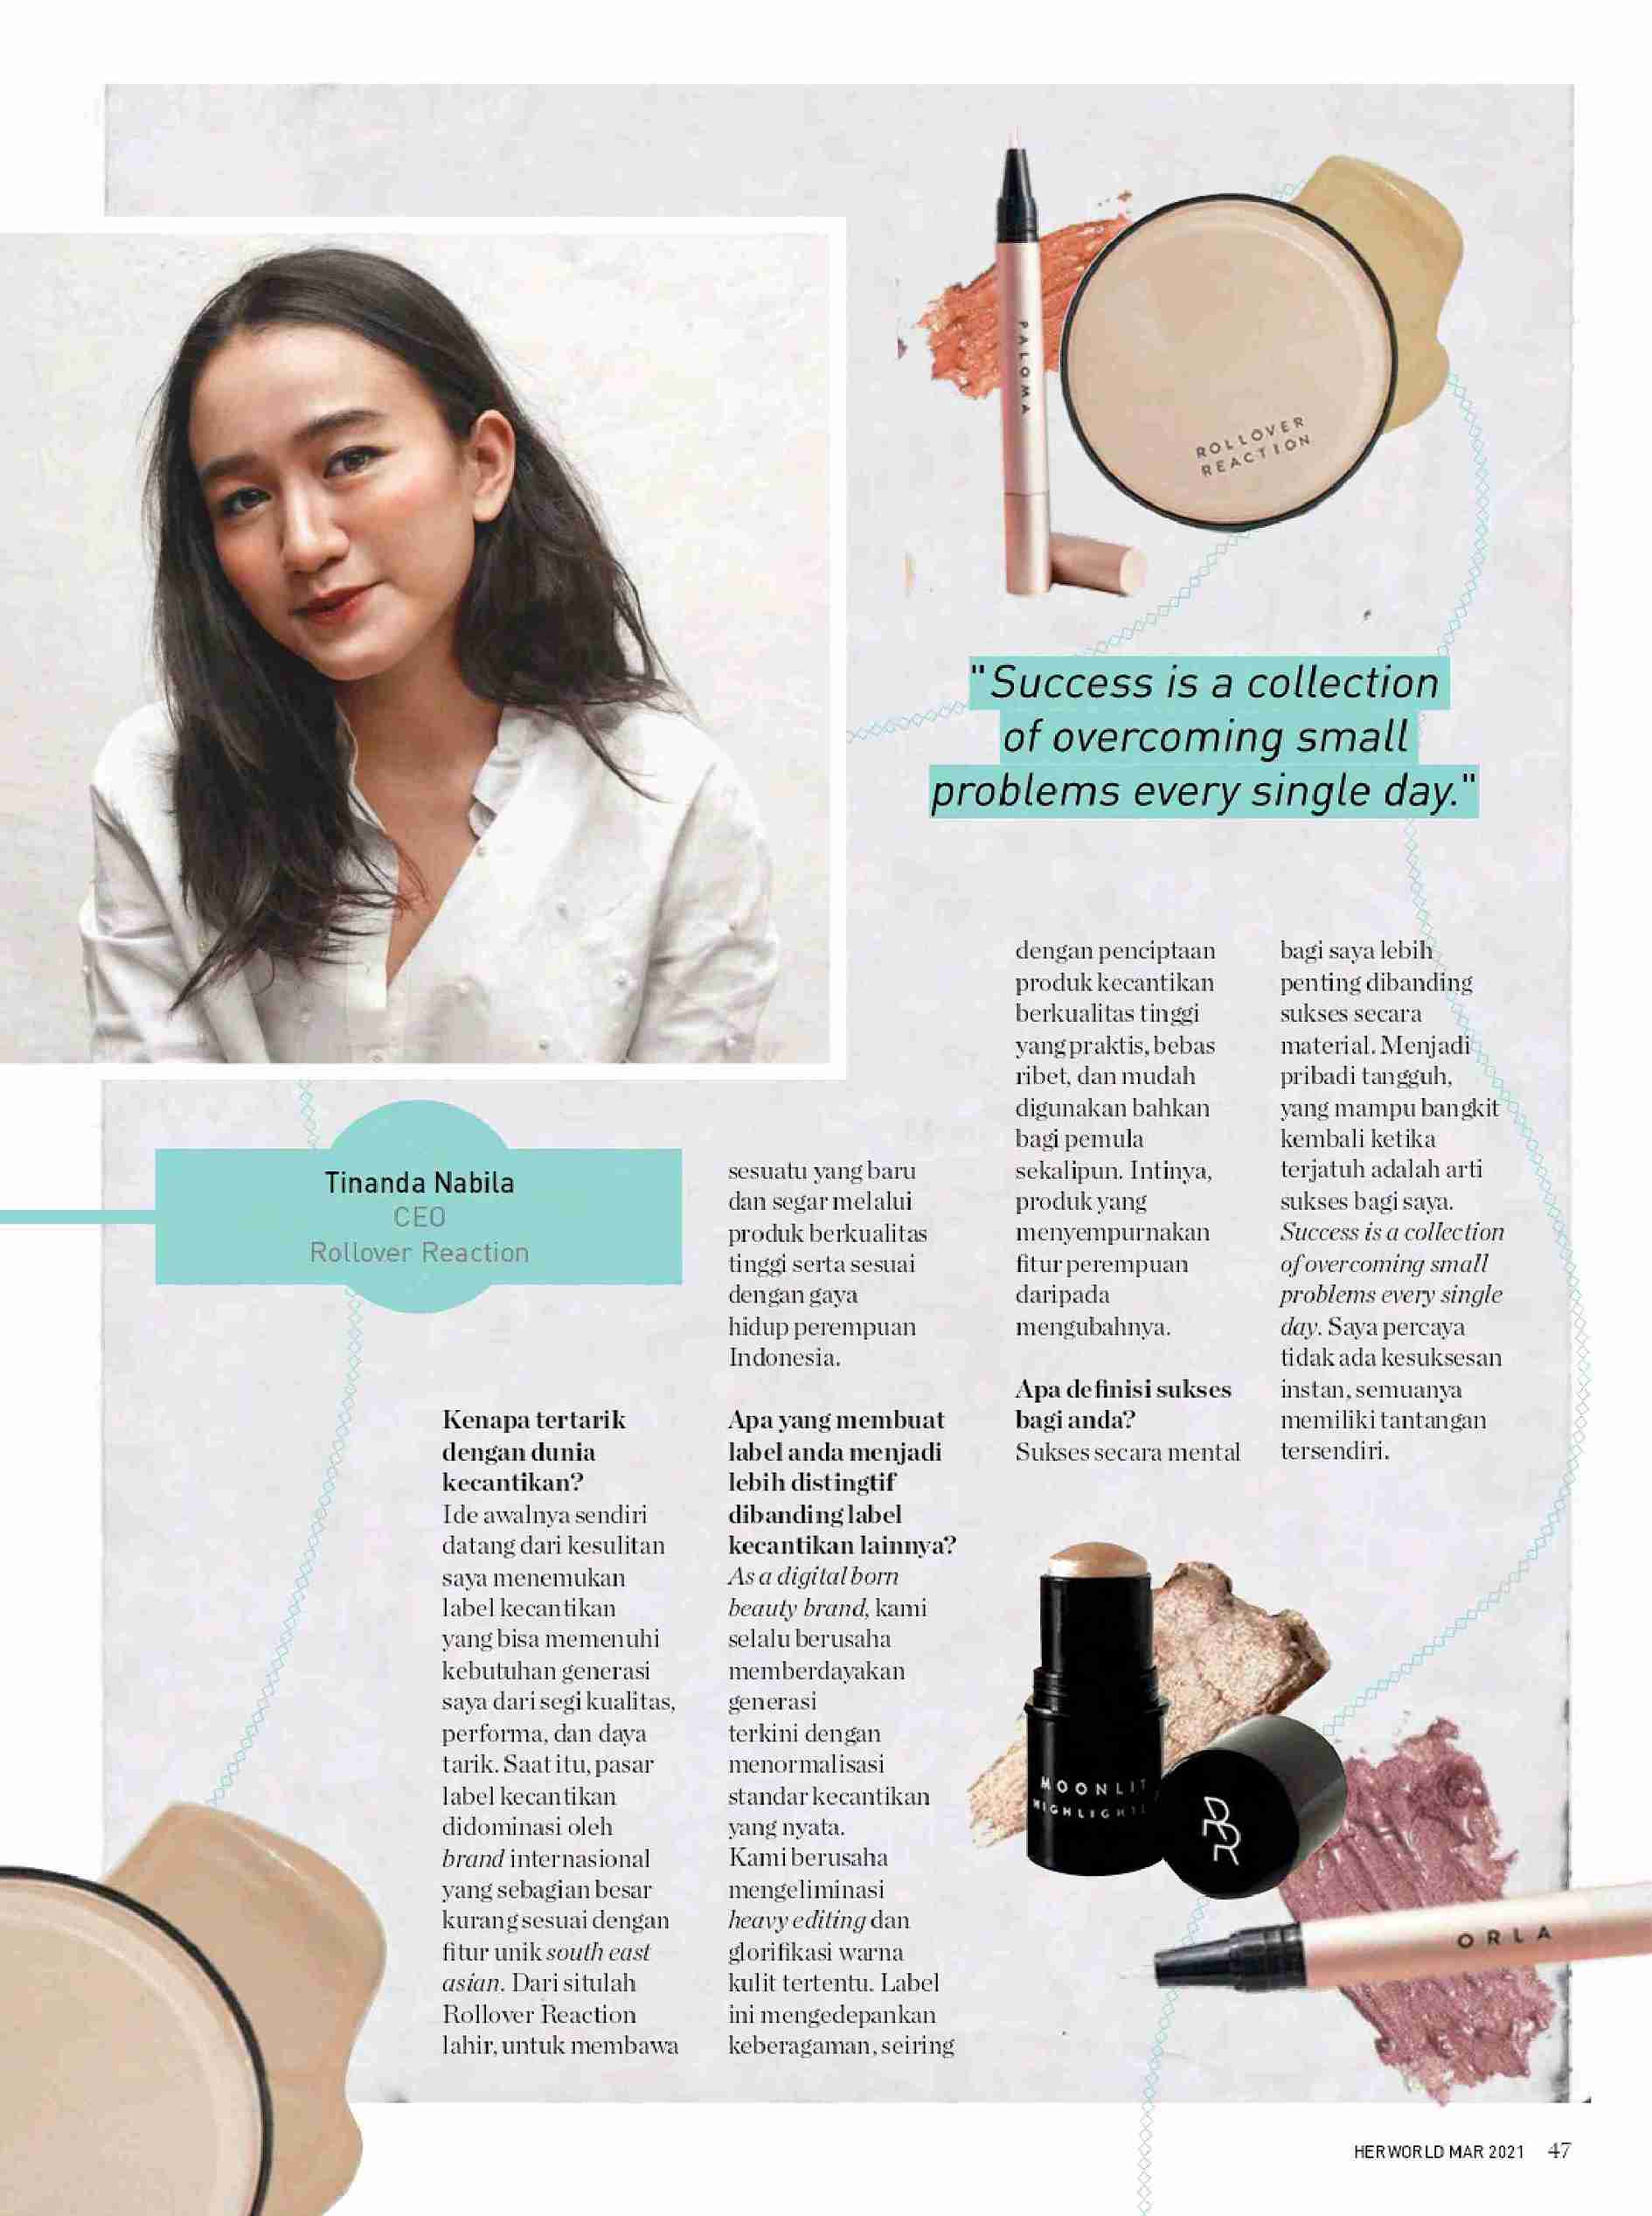 PALOMA
ROLLOVER
REACTION
"Success is a collection
of overcoming small
problems every single day."
Tinanda Nabila
CEO
Rollover Reaction
Kenapa tertarik
dengan dunia
kecantikan?
Ide awalnya sendiri
datang dari kesulitan
saya menemukan
label kecantikan
yang bisa memenuhi
kebutuhan generasi
saya dari segi kualitas,
performa, dan daya
tarik. Saat itu, pasar
label kecantikan
didominasi oleh
brand internasional
yang sebagian besar
kurang sesuai dengan
fitur unik south east
asian. Dari situlah
Rollover Reaction
lahir, untuk membawa
sesuatu yang baru
dan segar melalui
produk berkualitas
tinggi serta sesuai
dengan gaya
hidup perempuan
Indonesia.
Apa yang membuat
label anda menjadi
lebih distingtif
dibanding label
kecantikan lainnya?
As a digital born
beauty brand, kami
selalu berusaha
memberdayakan
generasi
terkini dengan
menormalisasi
standar kecantikan
yang nyata.
Kami berusaha
mengeliminasi
heavy editing dan
glorifikasi warna
kulit tertentu. Label
ini mengedepankan
keberagaman, seiring
dengan penciptaan
produk kecantikan
berkualitas tinggi
yang praktis, bebas
ribet, dan mudah
digunakan bahkan
bagi pemula
sekalipun. Intinya,
produk yang
menyempurnakan
fitur perempuan
daripada
mengubahnya.
Apa definisi sukses
bagi anda?
Sukses secara mental
bagi saya lebih
penting dibanding
sukses secara
material. Menjadi
pribadi tangguh,
yang mampu bangkit
kembali ketika
terjatuh adalah arti
sukses bagi saya.
Success is a collection
of overcoming small
problems every single
day. Saya percaya
tidak ada kesuksesan
instan, semuanya
memiliki tantangan
tersendiri.
MOONLIT
HIGHLIGHTE
RR
ORLA
HERWORLD MAR 2021 47